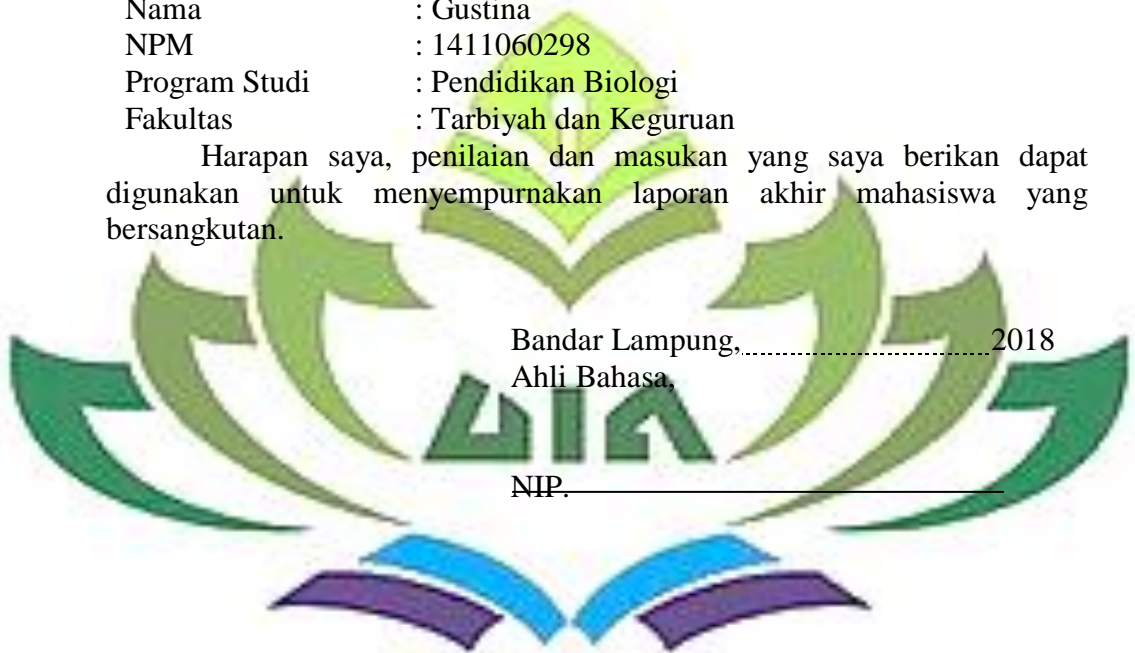 Nama : Gustina
NPM : 1411060298
Program Studi : Pendidikan Biologi
Fakultas : Tarbiyah dan Keguruan
Harapan saya, penilaian dan masukan yang saya berikan dapat
digunakan untuk menyempurnakan laporan akhir mahasiswa yang
bersangkutan.
Bandar Lampung, 2018
Ahli Bahasa,
UIN
NIP.